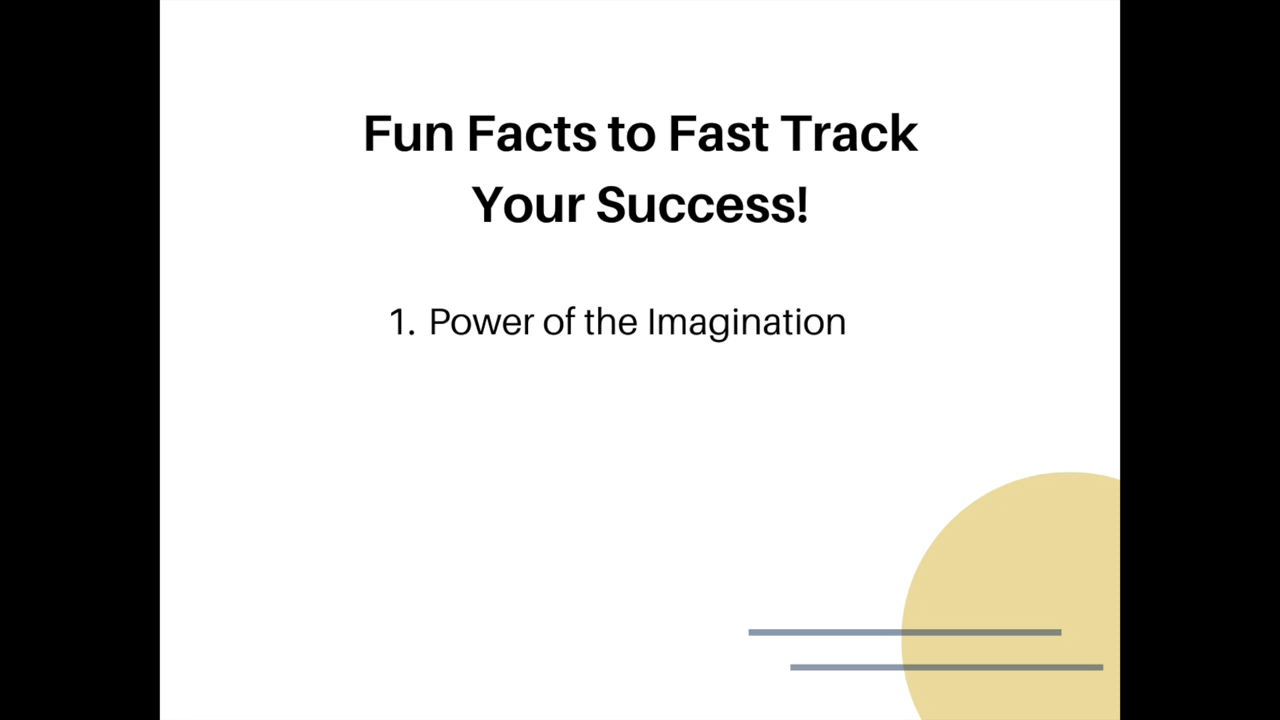 Fun Facts to Fast Track
Your Success!
1. Power of the Imagination